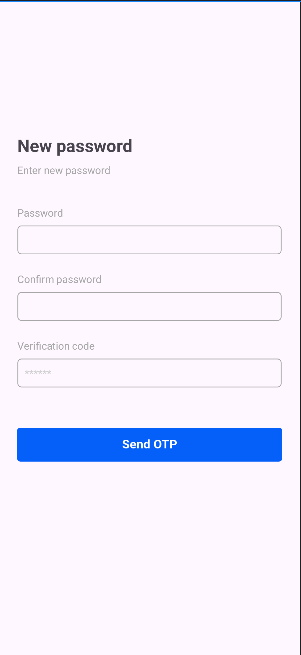 New password
Enter new password
Password
Confirm password
Verification code
******
Send OTP